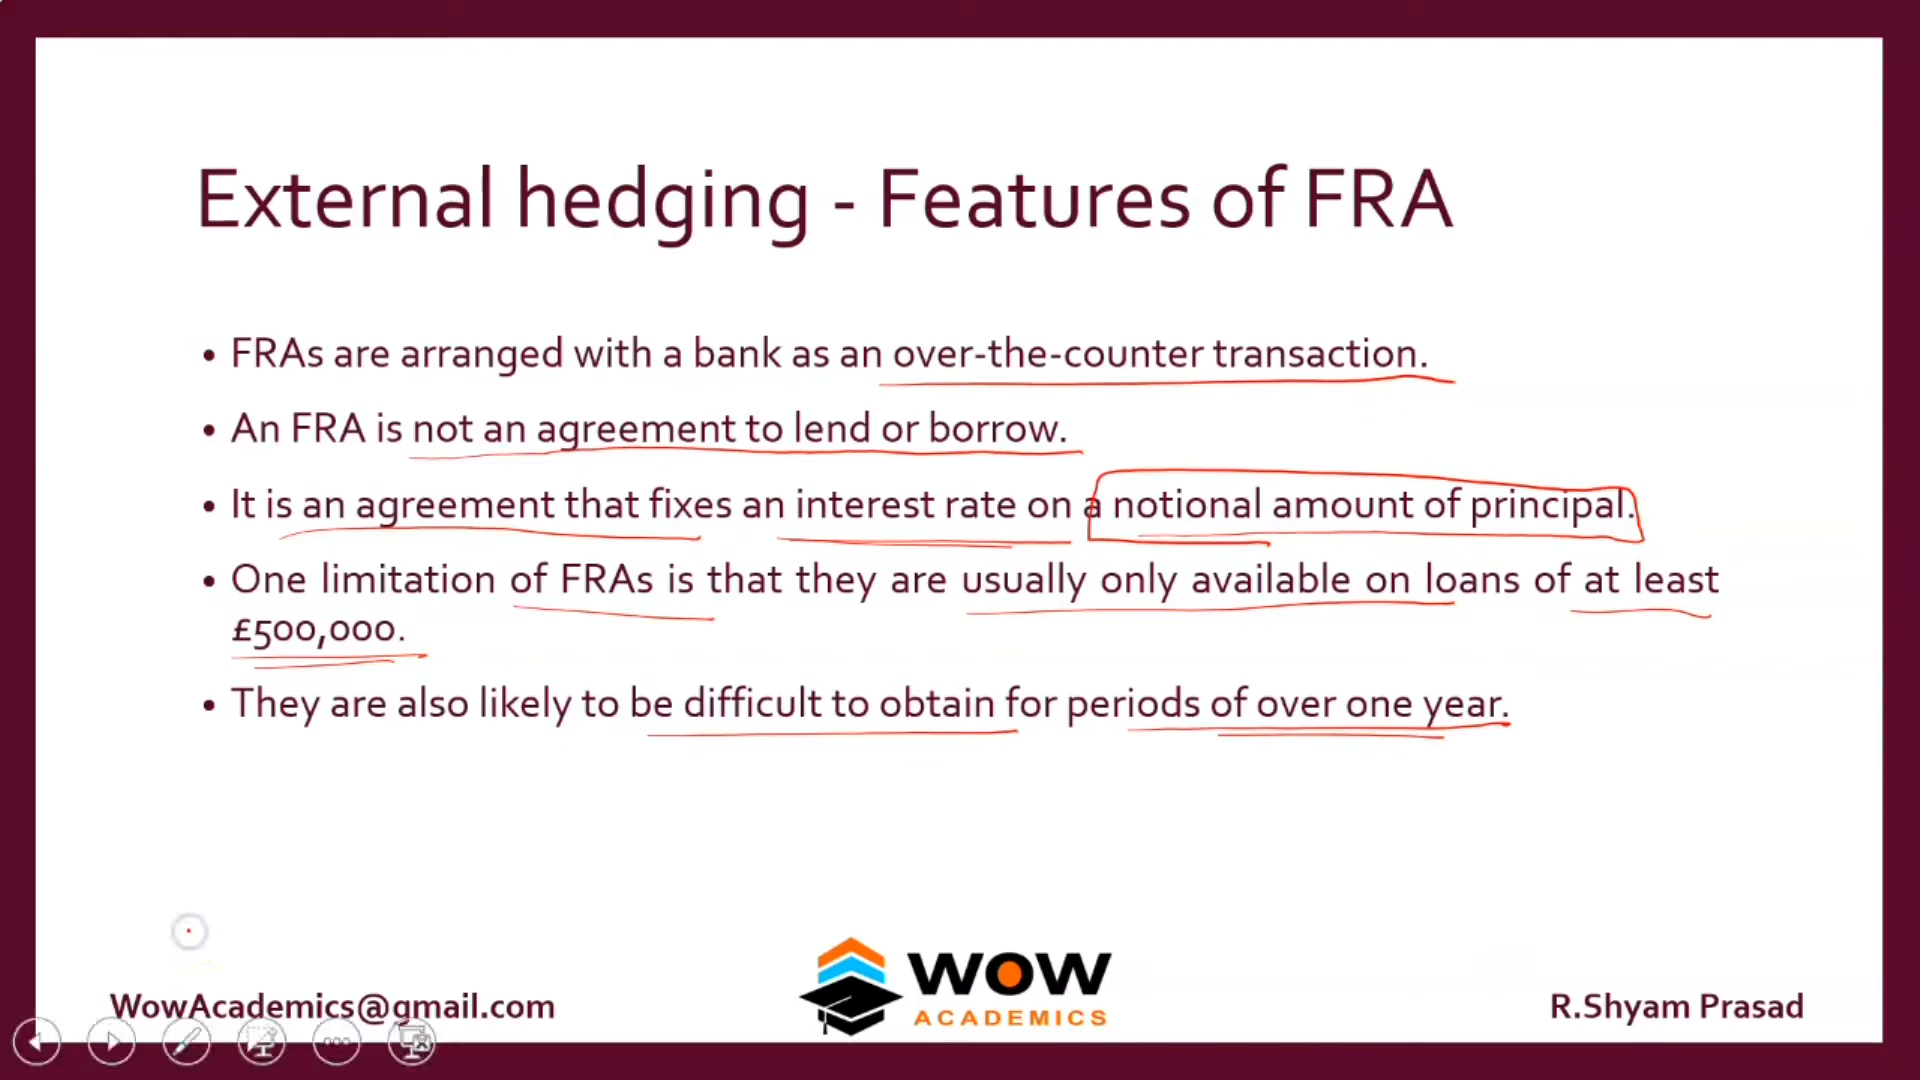 External hedging - Features of FRA
• FRAs are arranged with a bank as an over-the-counter transaction.
• An FRA is not an agreement to lend or borrow.
• It is an agreement that fixes an interest rate on a notional amount of principal.
• One limitation of FRAs is that they are usually only available on loans of at least
£500,000.
• They are also likely to be difficult to obtain for periods of over one year.
WowAcademics@gmail.com
WOW
ACADEMICS
R.Shyam Prasad